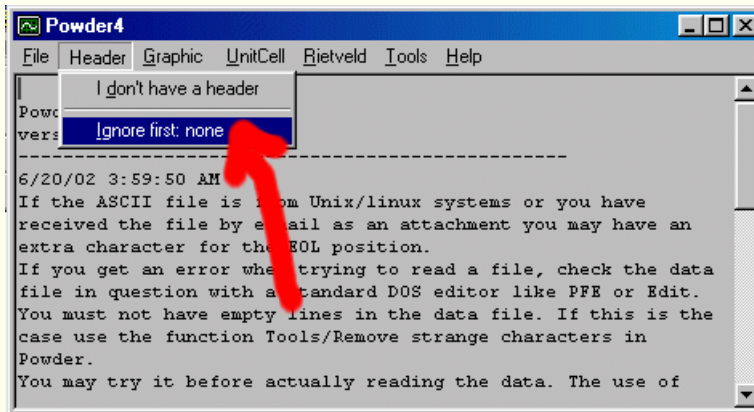 Powder4
File Header Graphic UnitCell Rietveld Tools Help
I don't have a header
Ignore first: none
6/20/02 3:59:50 AM
If the ASCII file is Unix/linux systems or you have
received the file by email as an attachment you may have an
extra character for the EOL position.
If you get an error when trying to read a file, check the data
file in question with a standard DOS editor like PFE or Edit.
You must not have empty lines in the data file. If this is the
case use the function Tools/Remove strange characters in
Powder.
You may try it before actually reading the data. The use of